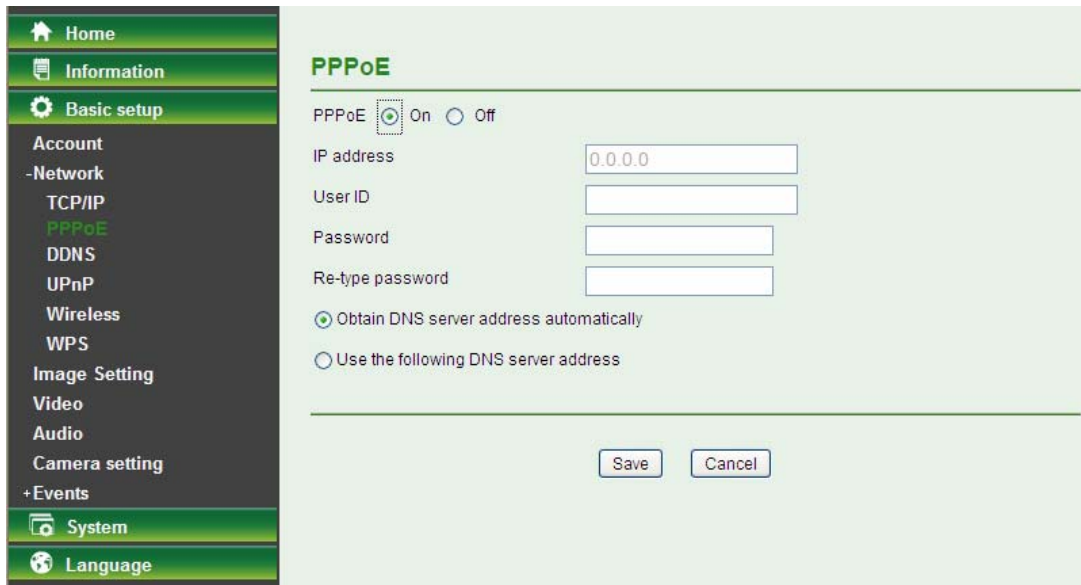 Home
Information
Basic setup
Account
-Network
TCP/IP
PPPoE
DDNS
UPnP
Wireless
WPS
Image Setting
Video
Audio
Camera setting
+Events
System
Language
PPPoE
PPPoE On Off
IP address 0.0.0.0
User ID
Password
Re-type password
Obtain DNS server address automatically
Use the following DNS server address
Save Cancel